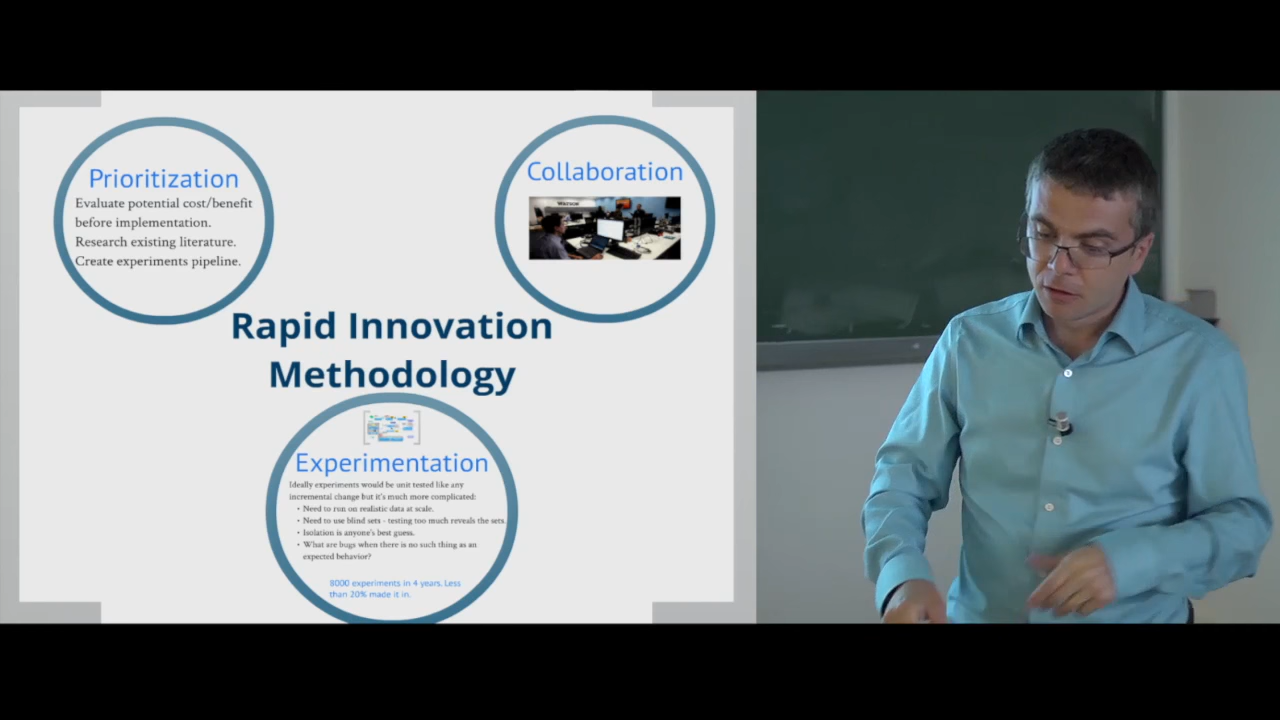 Prioritization
Evaluate potential cost/benefit
before implementation.
Research existing literature.
Create experiments pipeline.
Collaboration
Watson
Rapid Innovation
Methodology
Experimentation
Ideally experiments would be unit tested like any
incremental change but it's much more complicated:
• Need to run on realistic data at scale.
• Need to use blind sets - testing too much reveals the sets.
• Isolation is anyone's best guess.
• What are bugs when there is no such thing as an
expected behavior?
8000 experiments in 4 years. Less
than 20% made it in.